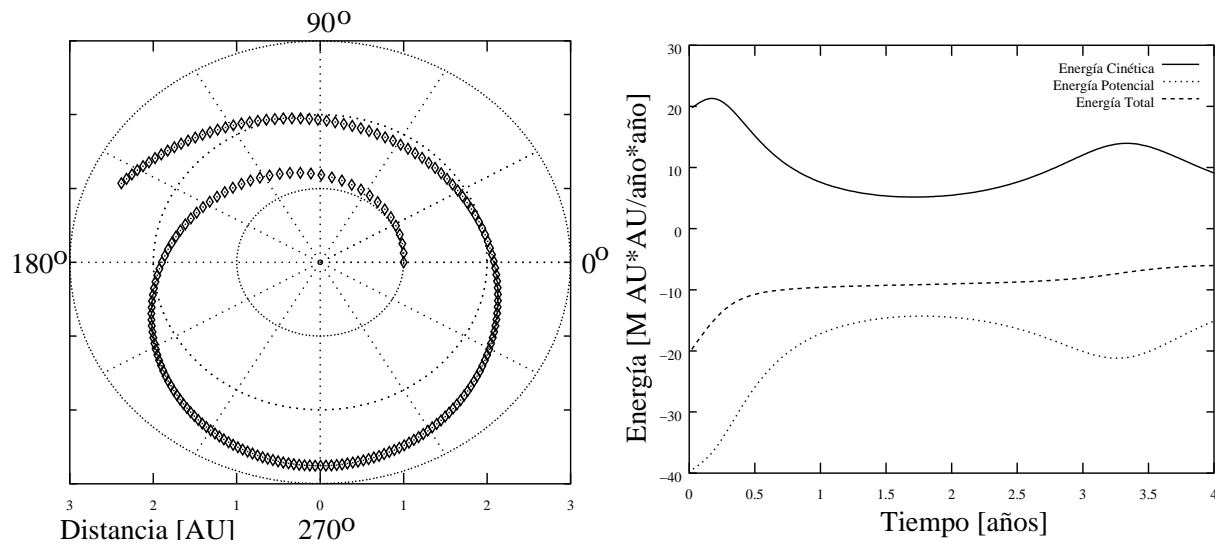 90º
180º
0º
3 2 1 0 1 2 3
Distancia [AU]
270º
30
20
10
0
−10
−20
−30
−40
Energía [M AU*AU/año*año]
Energía Cinética
Energía Potencial
Energía Total
0 0.5 1 1.5 2 2.5 3 3.5 4
Tiempo [años]